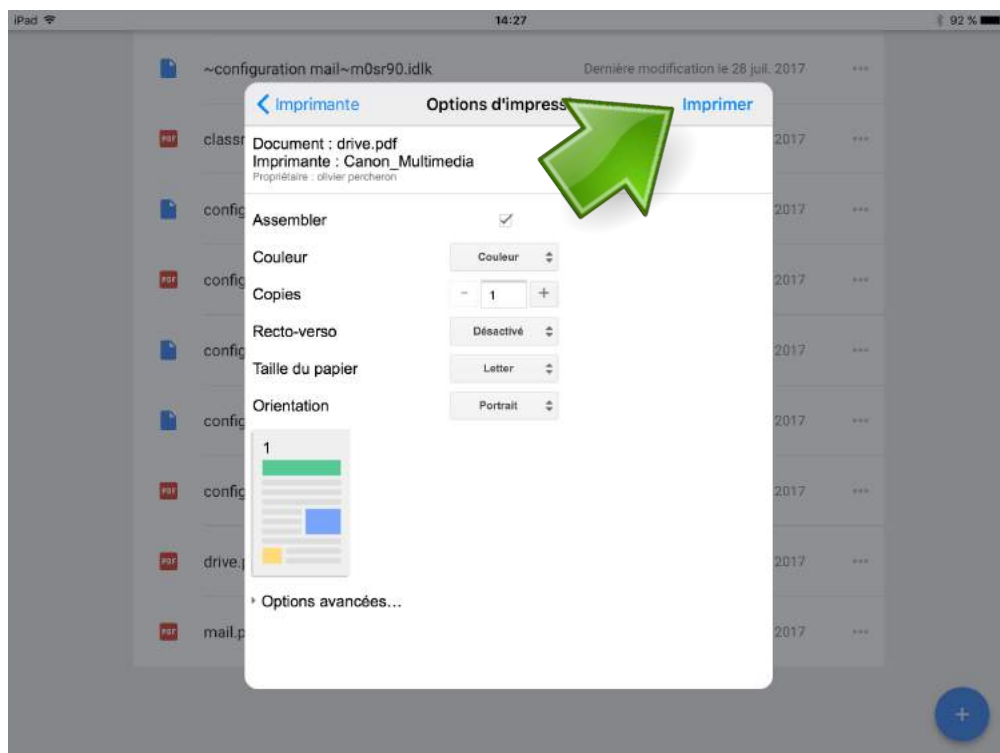 iPad 14:27 92 %
~configuration mail~m0sr90.idlk Dernière modification le 28 juil. 2017
Imprimante Options d'impress Imprimer
classr 2017
Document : drive.pdf
Imprimante : Canon_Multimedia
Propriétaire : olivier percheron
config 2017
Assembler
Couleur Couleur
config 2017
Copies - 1 +
Recto-verso Désactivé
config 2017
Taille du papier Letter
Orientation Portrait
config 2017
1
config 2017
drive.p 2017
Options avancées...
mail.p 2017
+